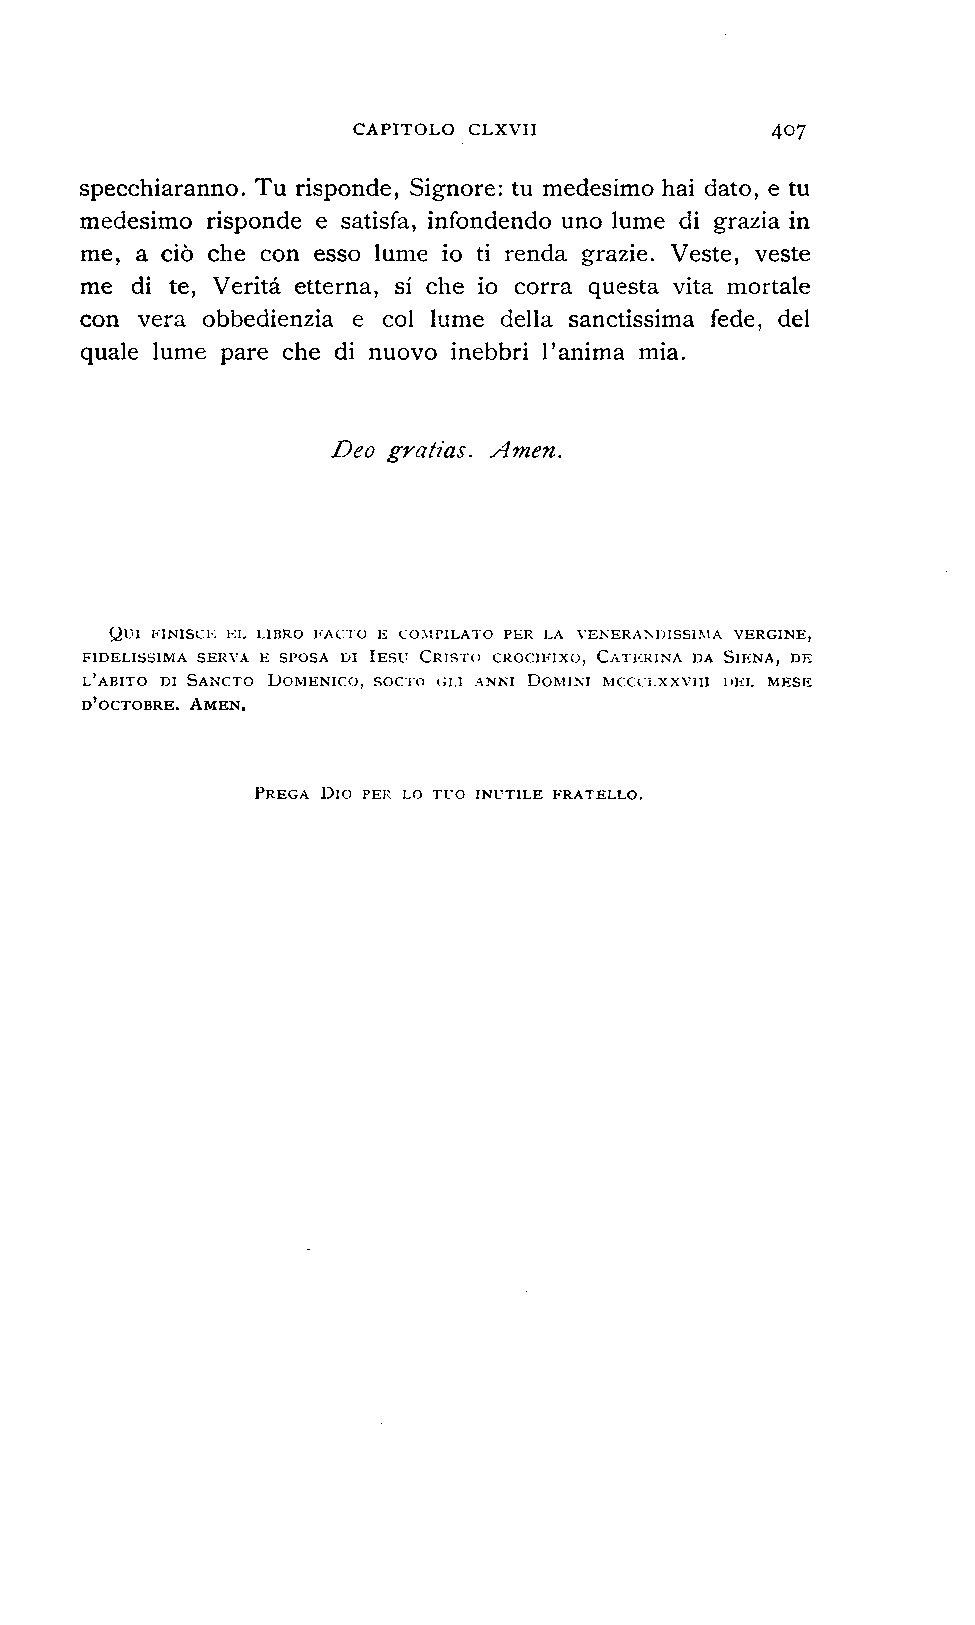 CAPITOLO CLXVII 407
specchiaranno. Tu risponde, Signore: tu medesimo hai dato, e tu
medesimo risponde e satisfa, infondendo uno lume di grazia in
me, a ciò che con esso lume io ti renda grazie. Veste, veste
me di te, Veritá etterna, sí che io corra questa vita mortale
con vera obbedienzia e col lume della sanctissima fede, del
quale lume pare che di nuovo inebbri l'anima mia.
Deo gratias. Amen.
QUI FINISCE EL LIBRO FACTO E COMPILATO PER LA VENERANDISSIMA VERGINE,
FIDELISSIMA SERVA E SPOSA DI IESU CRISTO CROCIFIXO, CATERINA DA SIENA, DE
L'ABITO DI SANCTO DOMENICO, SOCTO GLI ANNI DOMINI MCCCLXXVIII DEL MESE
D'OCTOBRE. AMEN.
PREGA DIO PER LO TUO INUTILE FRATELLO.